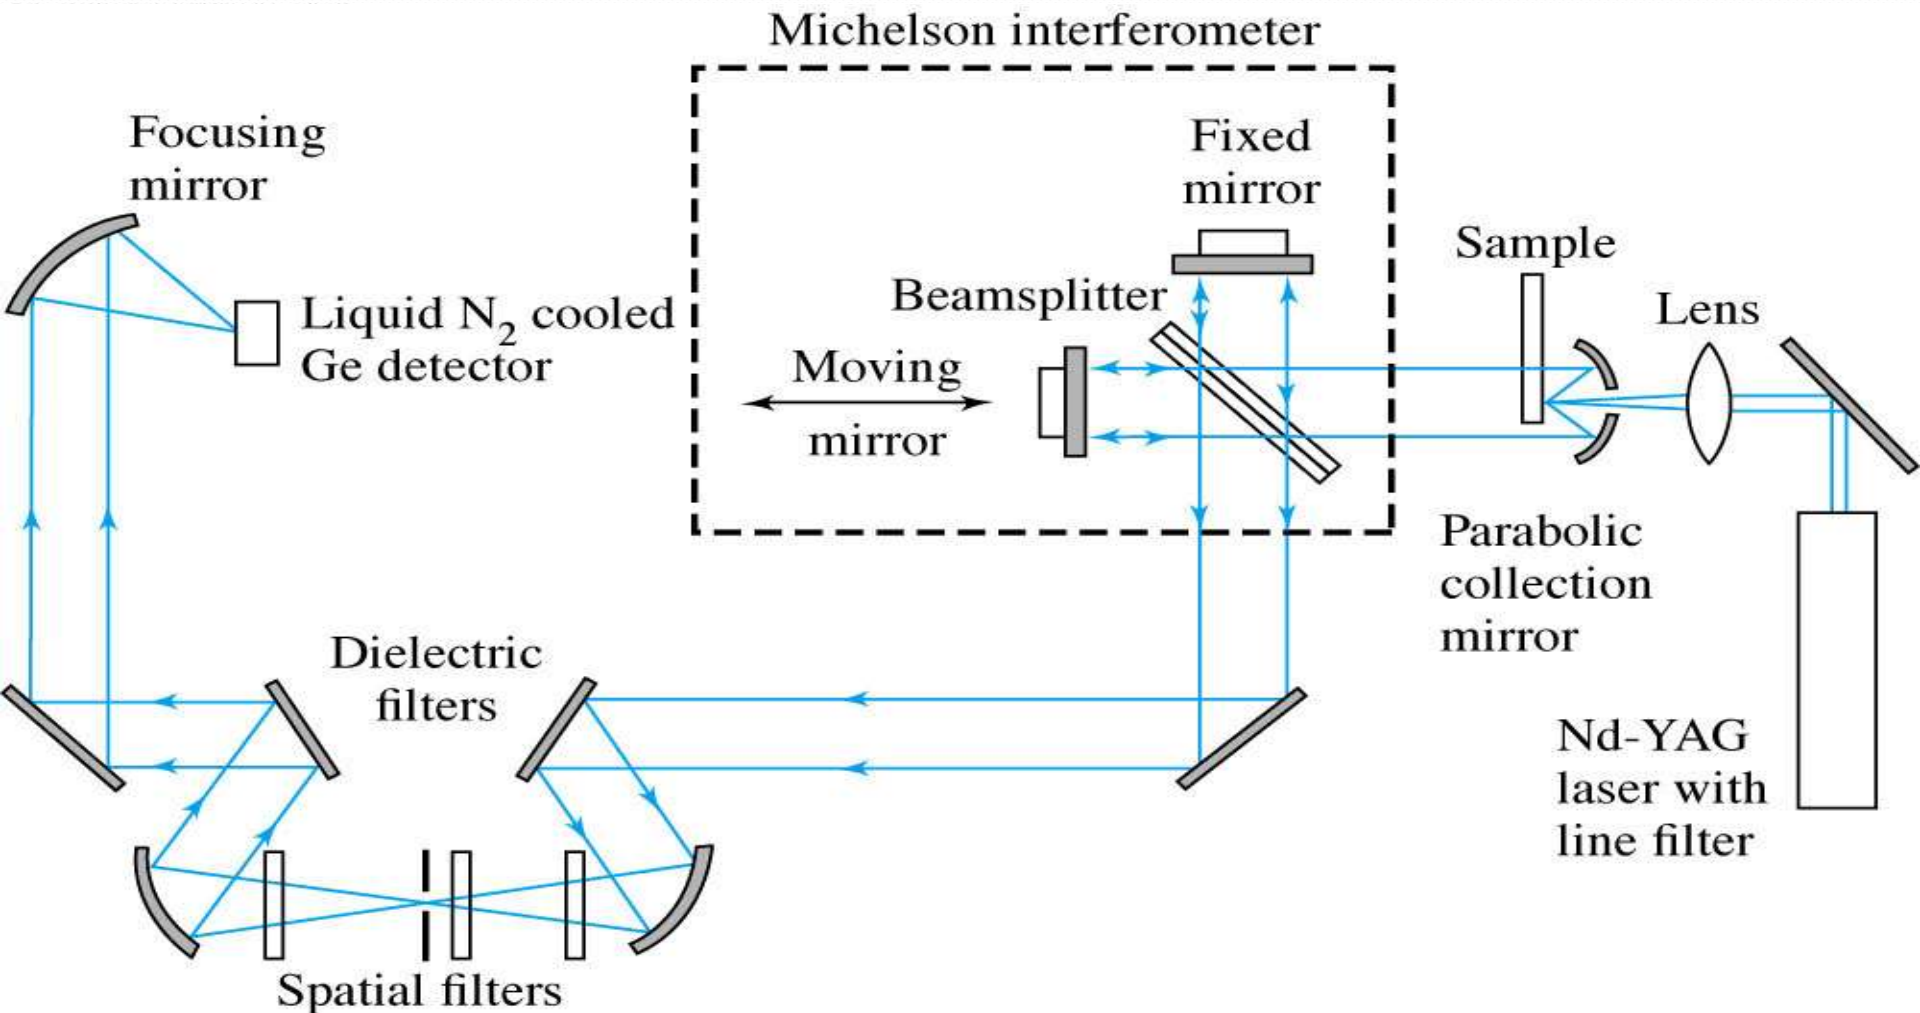 Michelson interferometer
Focusing
mirror
Fixed
mirror
Sample
Beamsplitter
Lens
Liquid N2 cooled
Ge detector
Moving
mirror
Parabolic
collection
mirror
Dielectric
filters
Nd-YAG
laser with
line filter
Spatial filters